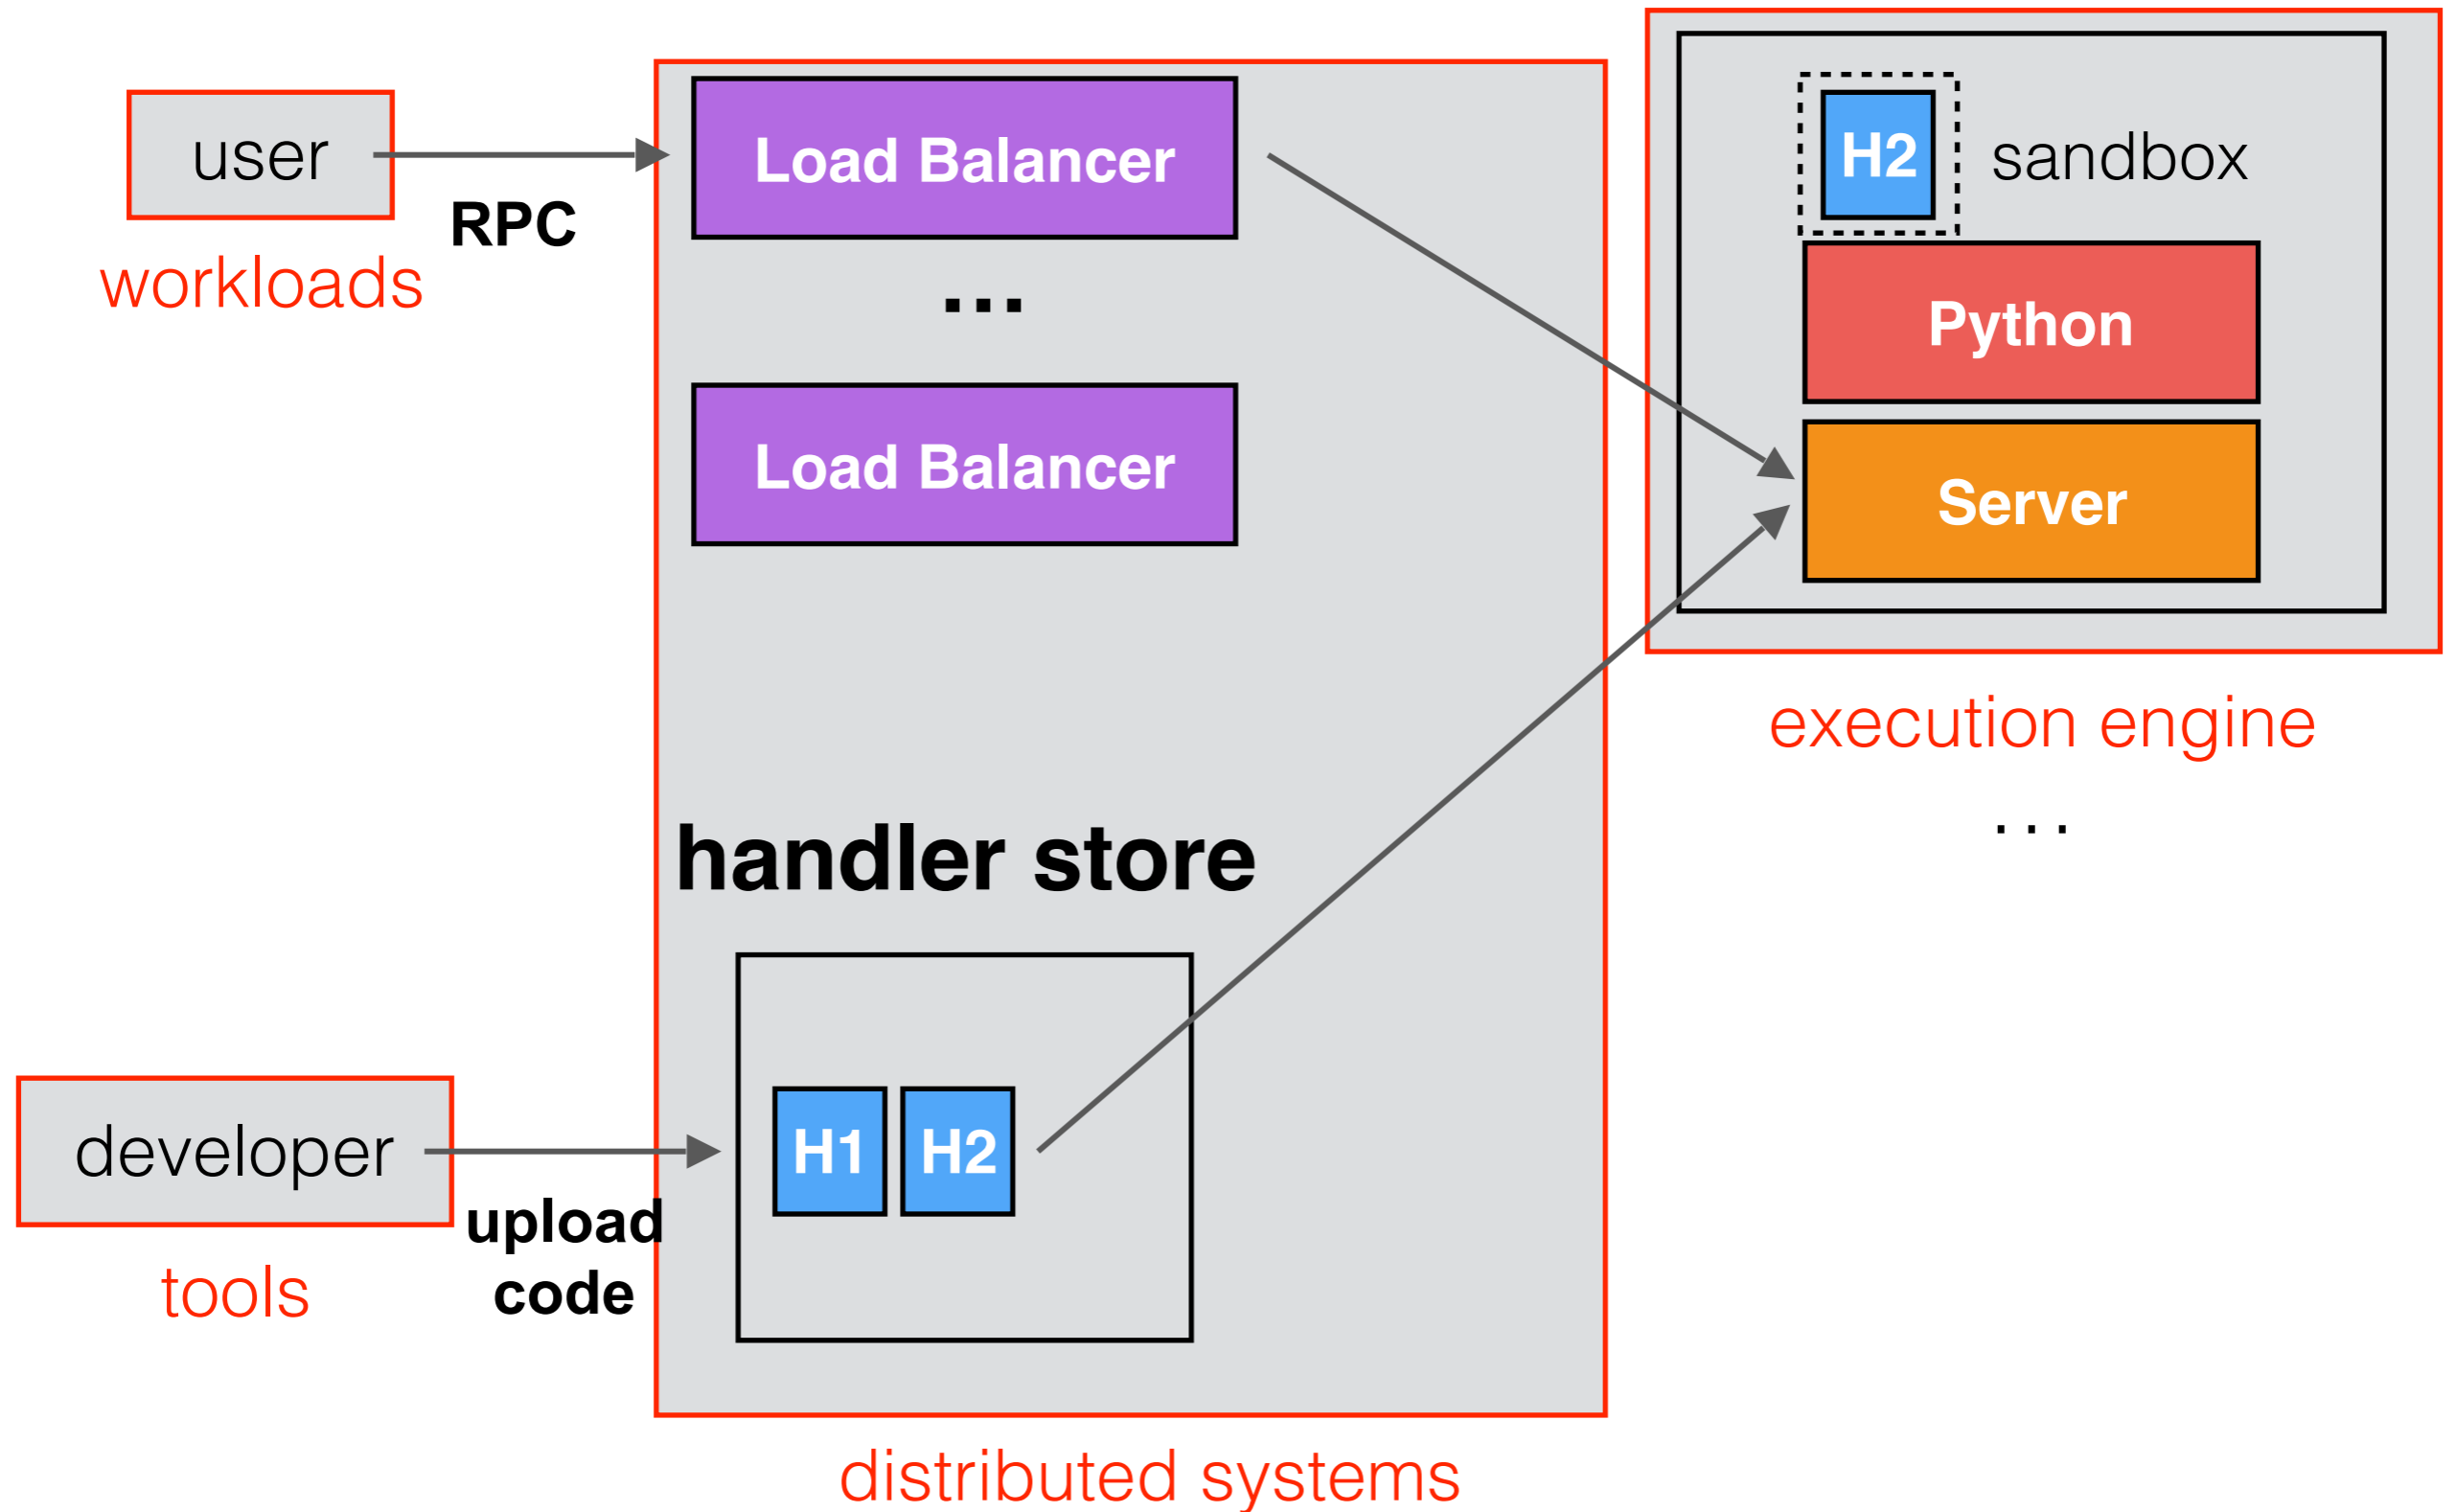 user
RPC
workloads
Load Balancer
...
Load Balancer
handler store
H1
H2
developer
upload
code
tools
distributed systems
H2
sandbox
Python
Server
execution engine
...